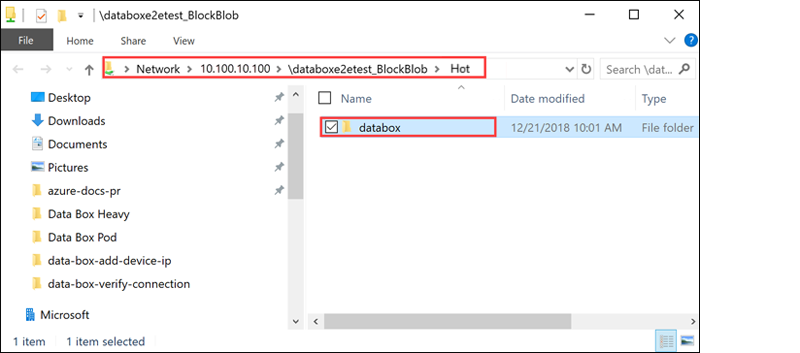 \databoxe2etest_BlockBlob
File Home Share View
Network > 10.100.10.100 > \databoxe2etest_BlockBlob > Hot
Search \dat...
Desktop
Downloads
Documents
Pictures
azure-docs-pr
Data Box Heavy
Data Box Pod
data-box-add-device-ip
data-box-verify-connection
Microsoft
Name Date modified Type
databox 12/21/2018 10:01 AM File folder
1 item 1 item selected